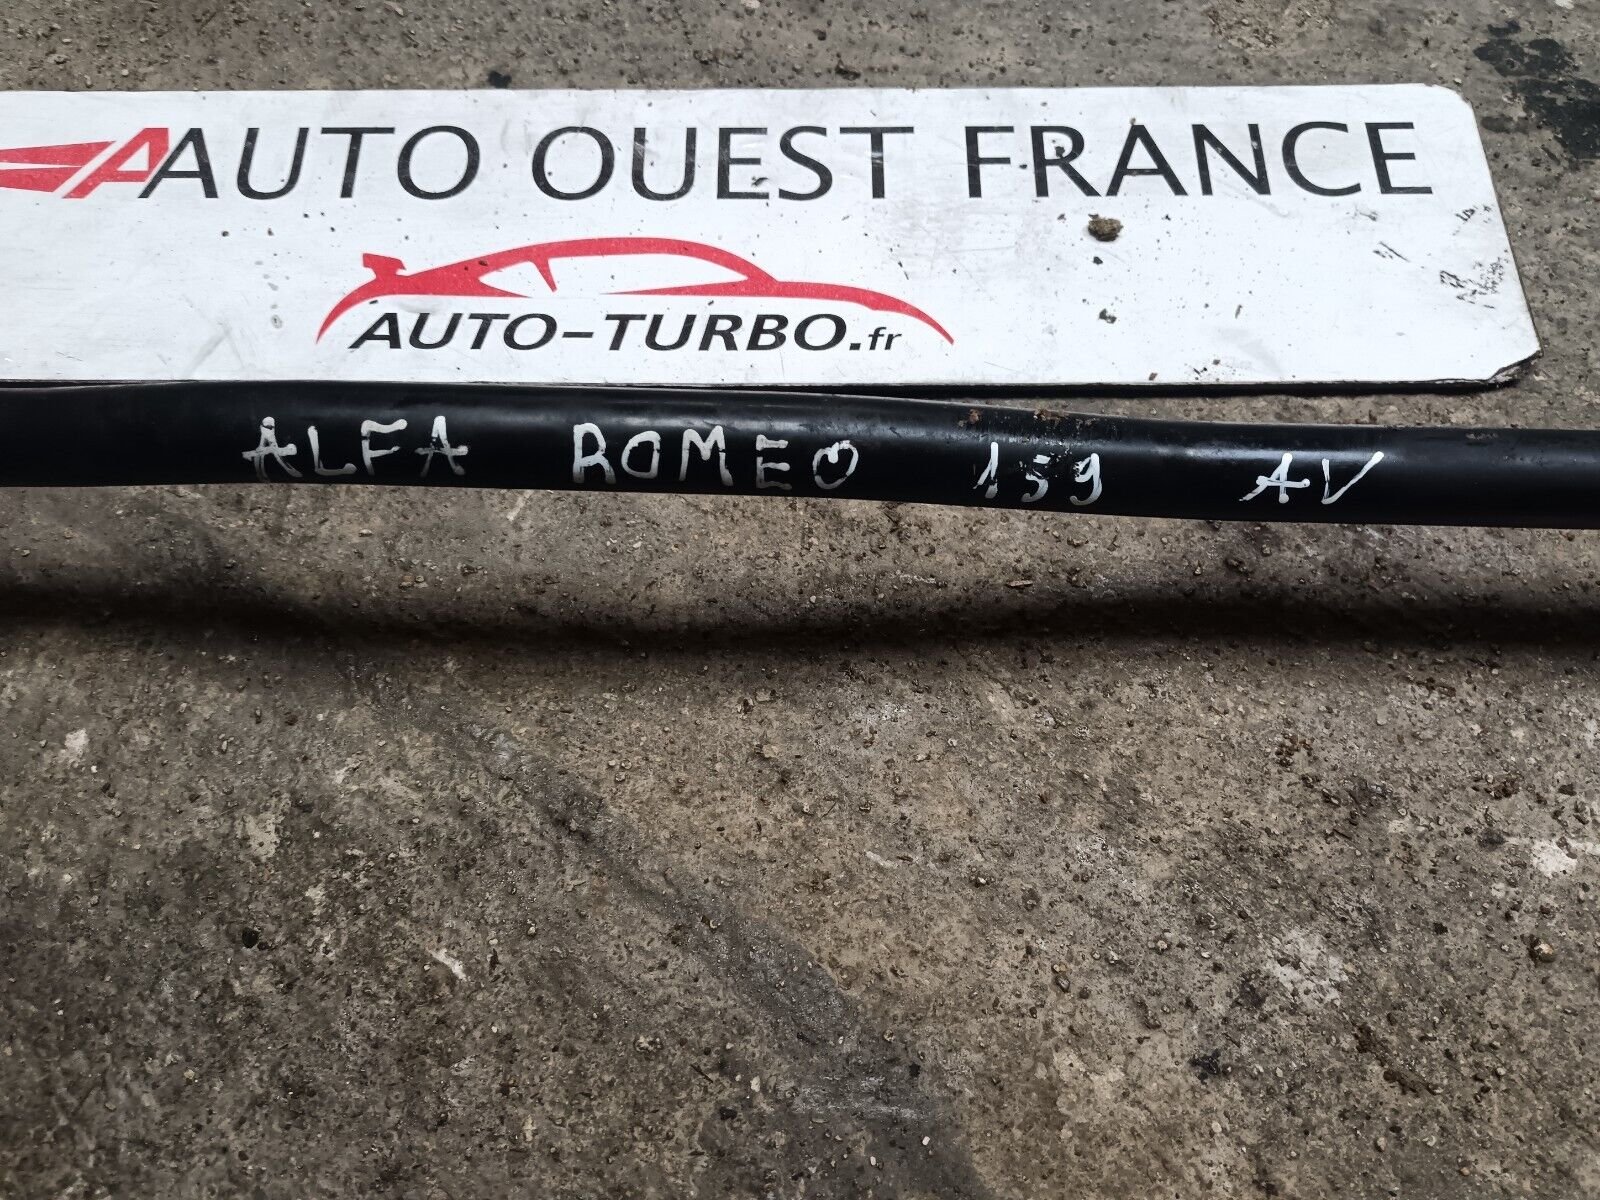 AUTO OUEST FRANCE
AUTO-TURBO.fr
ALFA ROMEO 159 AV